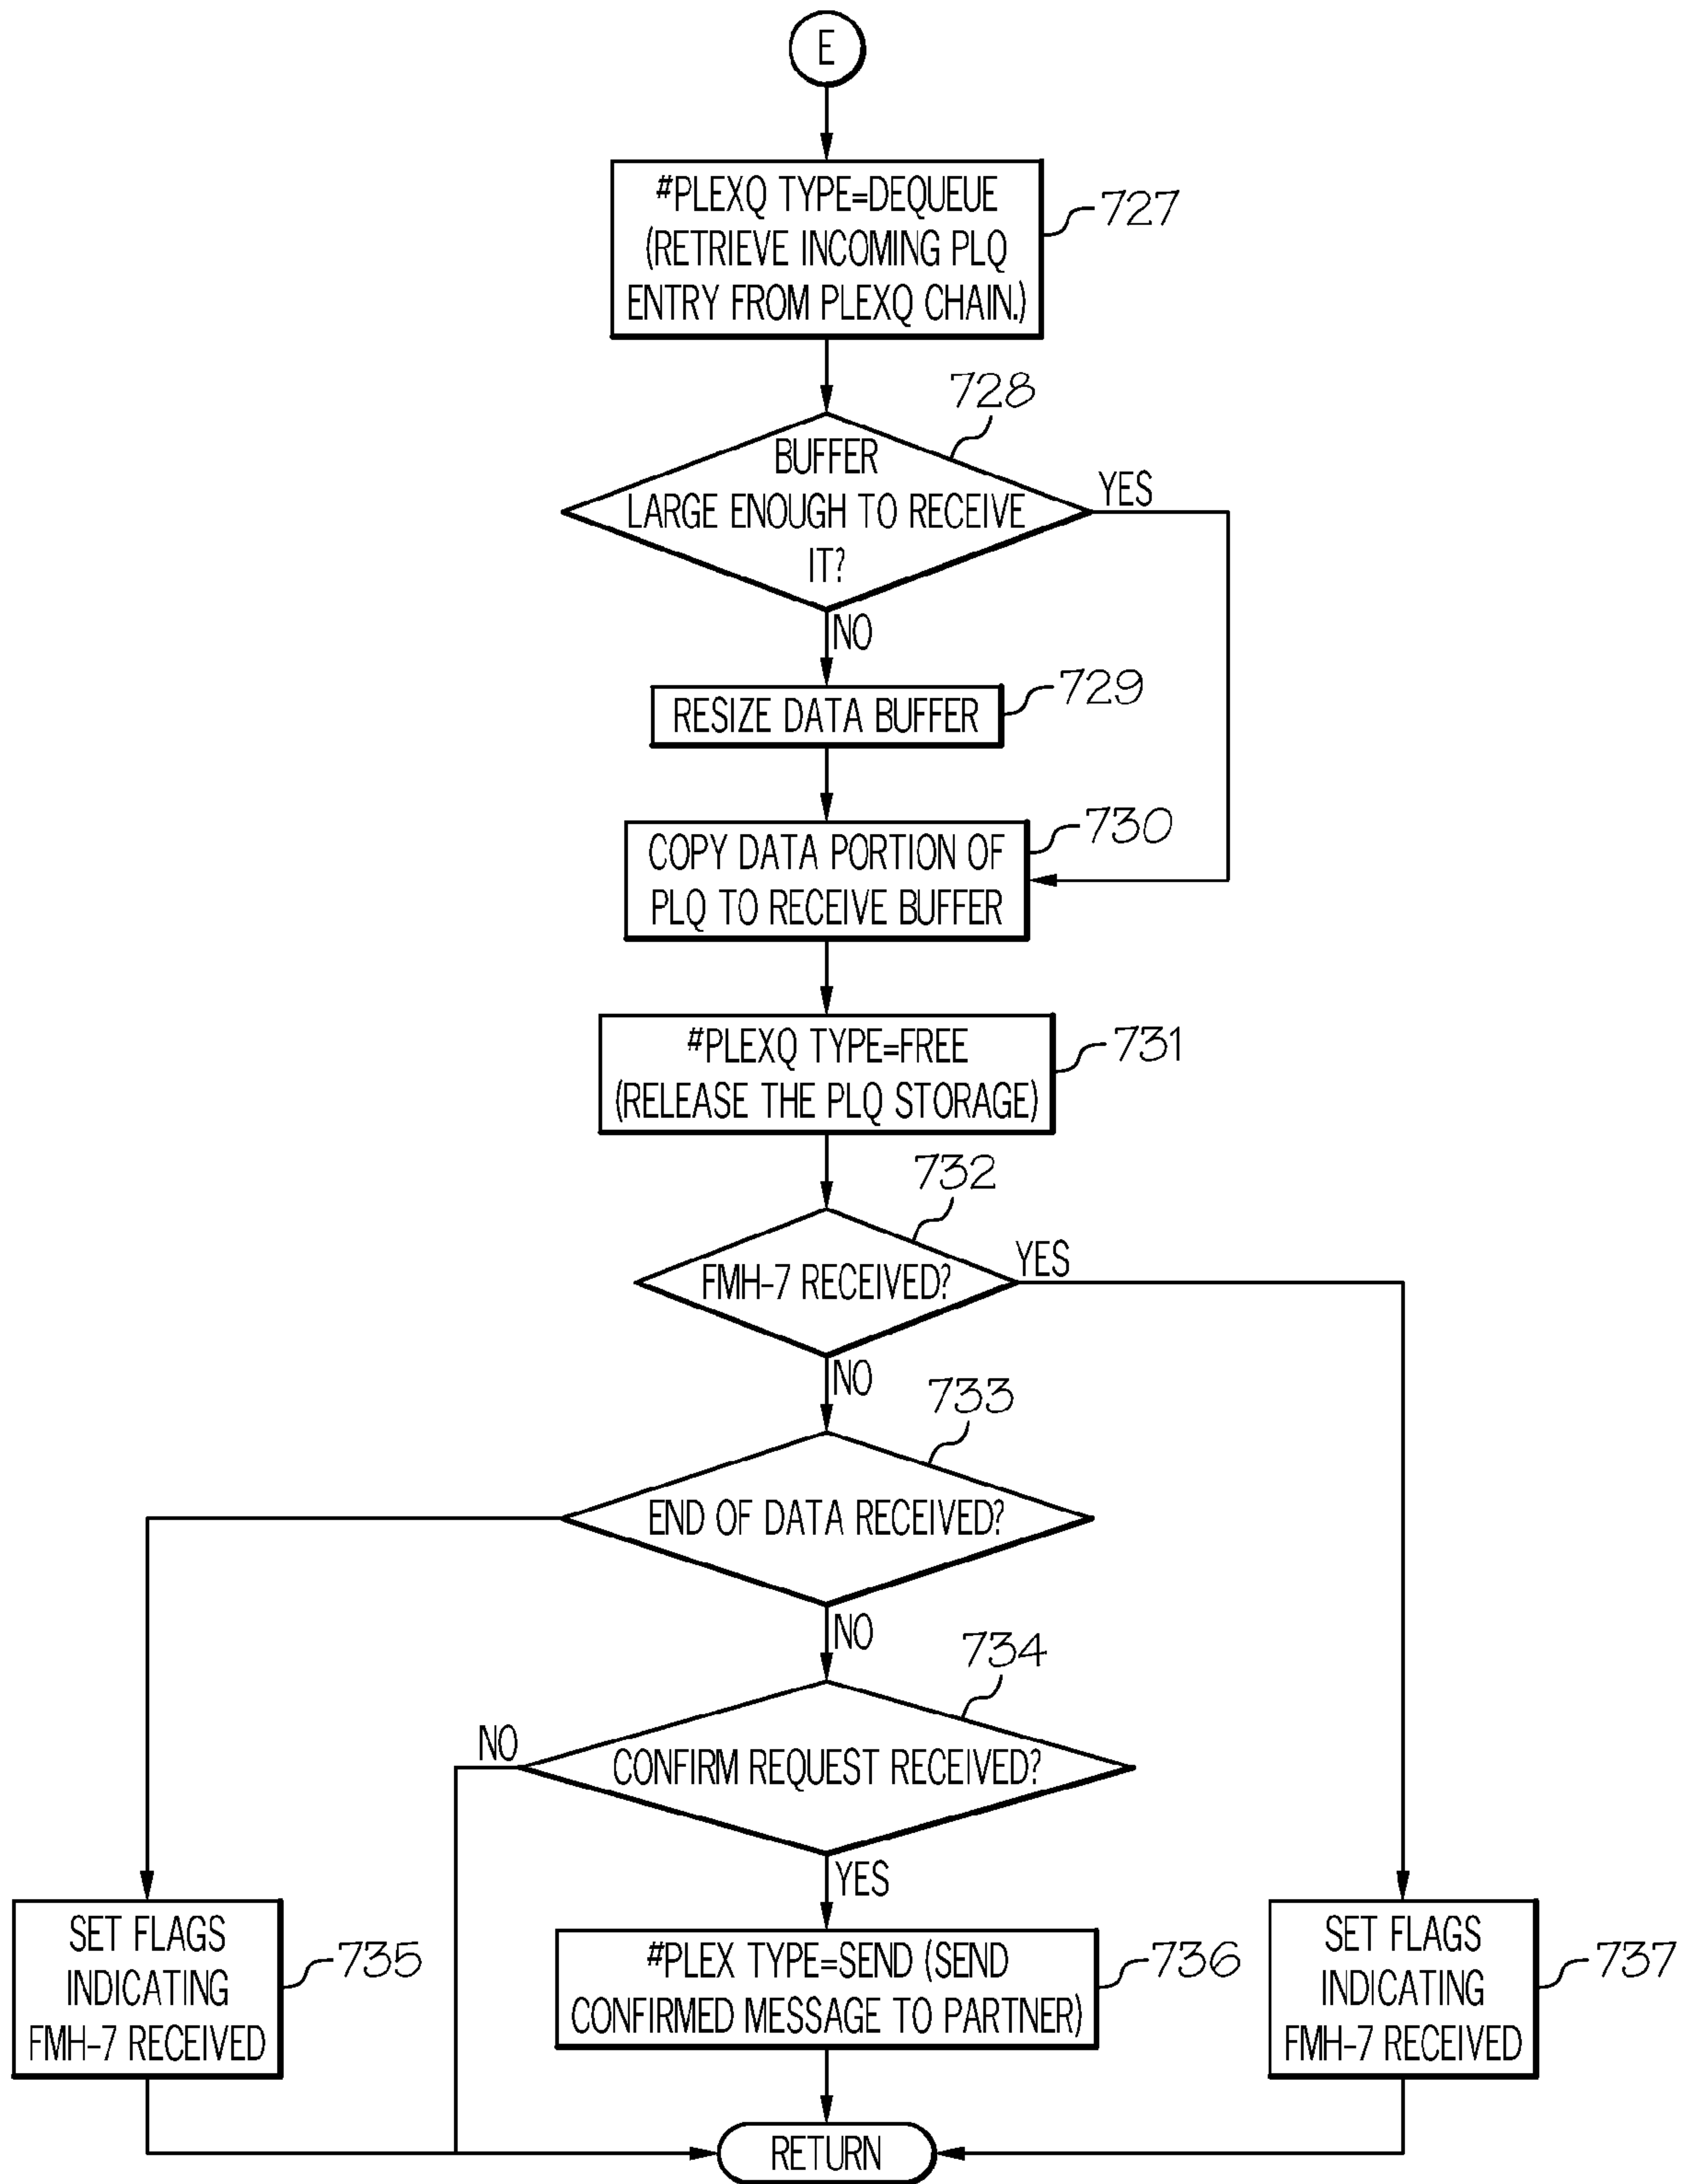 E
#PLEXQ TYPE=DEQUEUE
(RETRIEVE INCOMING PLQ
ENTRY FROM PLEXQ CHAIN.)
727
728
BUFFER
LARGE ENOUGH TO RECEIVE
IT?
YES
NO
RESIZE DATA BUFFER
729
COPY DATA PORTION OF
PLQ TO RECEIVE BUFFER
730
#PLEXQ TYPE=FREE
(RELEASE THE PLQ STORAGE)
731
732
FMH-7 RECEIVED?
YES
NO
733
END OF DATA RECEIVED?
NO
734
NO
CONFIRM REQUEST RECEIVED?
YES
SET FLAGS
INDICATING
FMH-7 RECEIVED
735
#PLEX TYPE=SEND (SEND
CONFIRMED MESSAGE TO PARTNER)
736
SET FLAGS
INDICATING
FMH-7 RECEIVED
737
RETURN